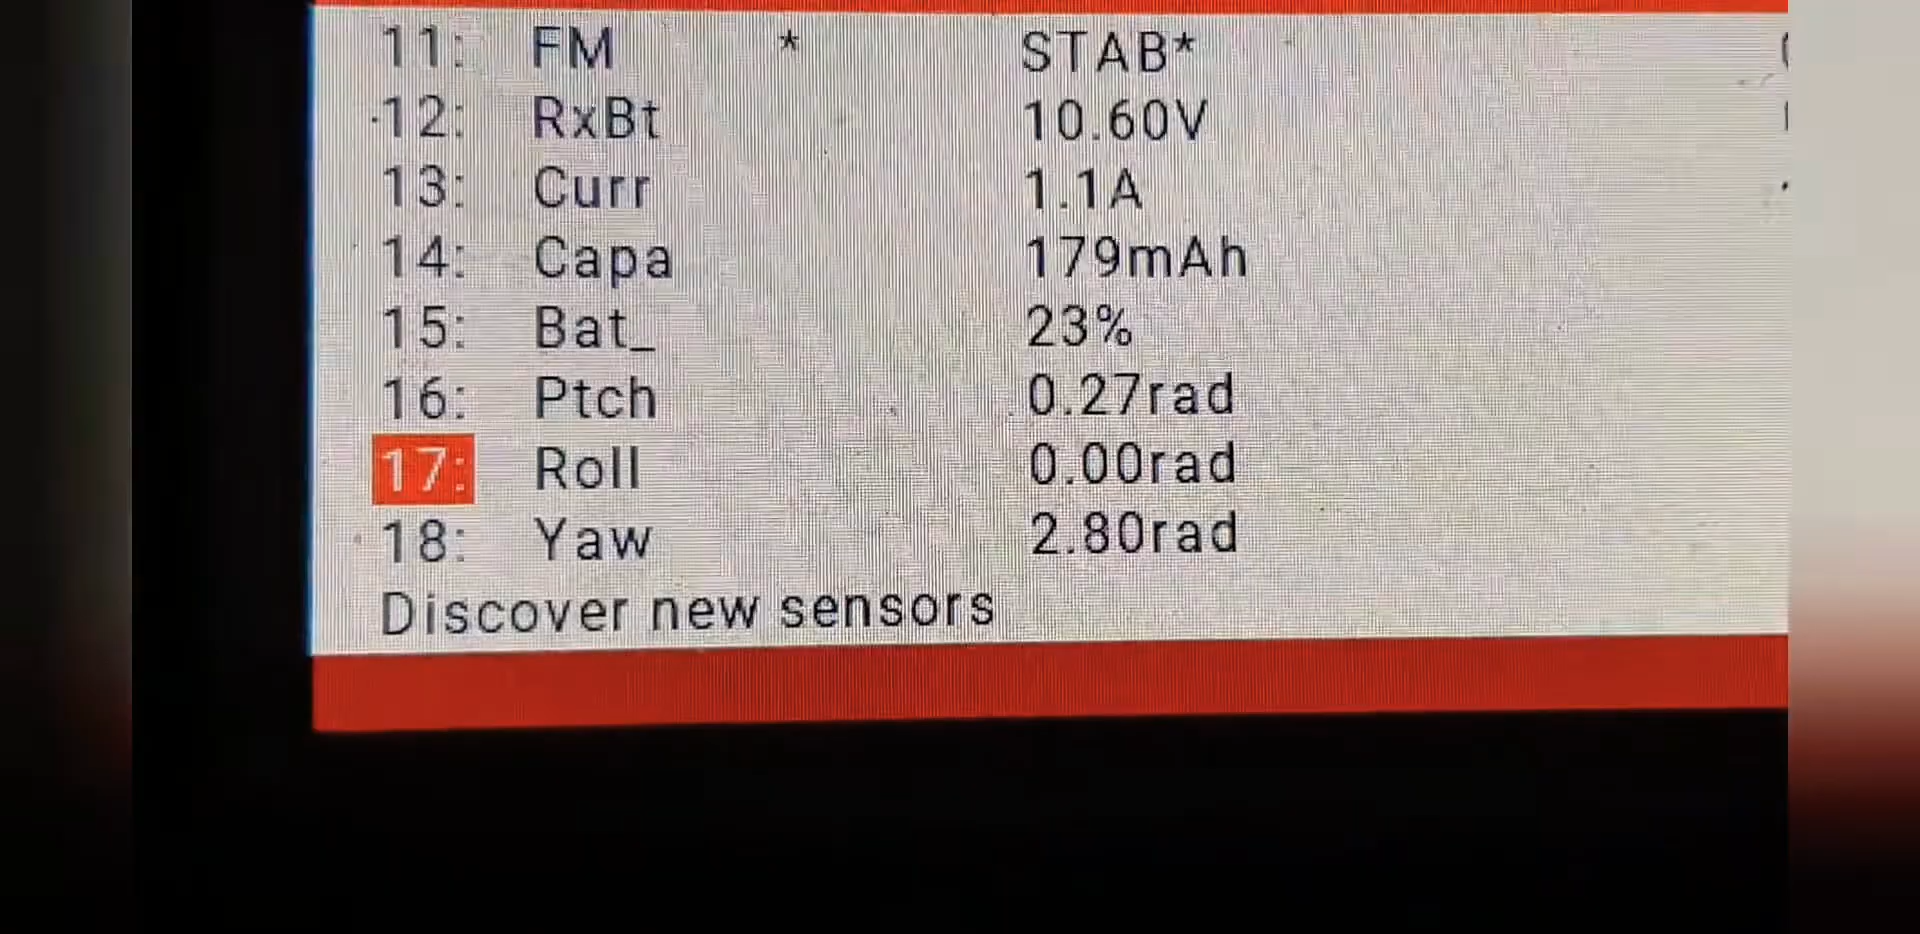 11: FM * STAB*
12: RxBt 10.60V
13: Curr 1.1A
14: Capa 179mAh
15: Bat_ 23%
16: Ptch 0.27rad
17: Roll 0.00rad
18: Yaw 2.80rad
Discover new sensors